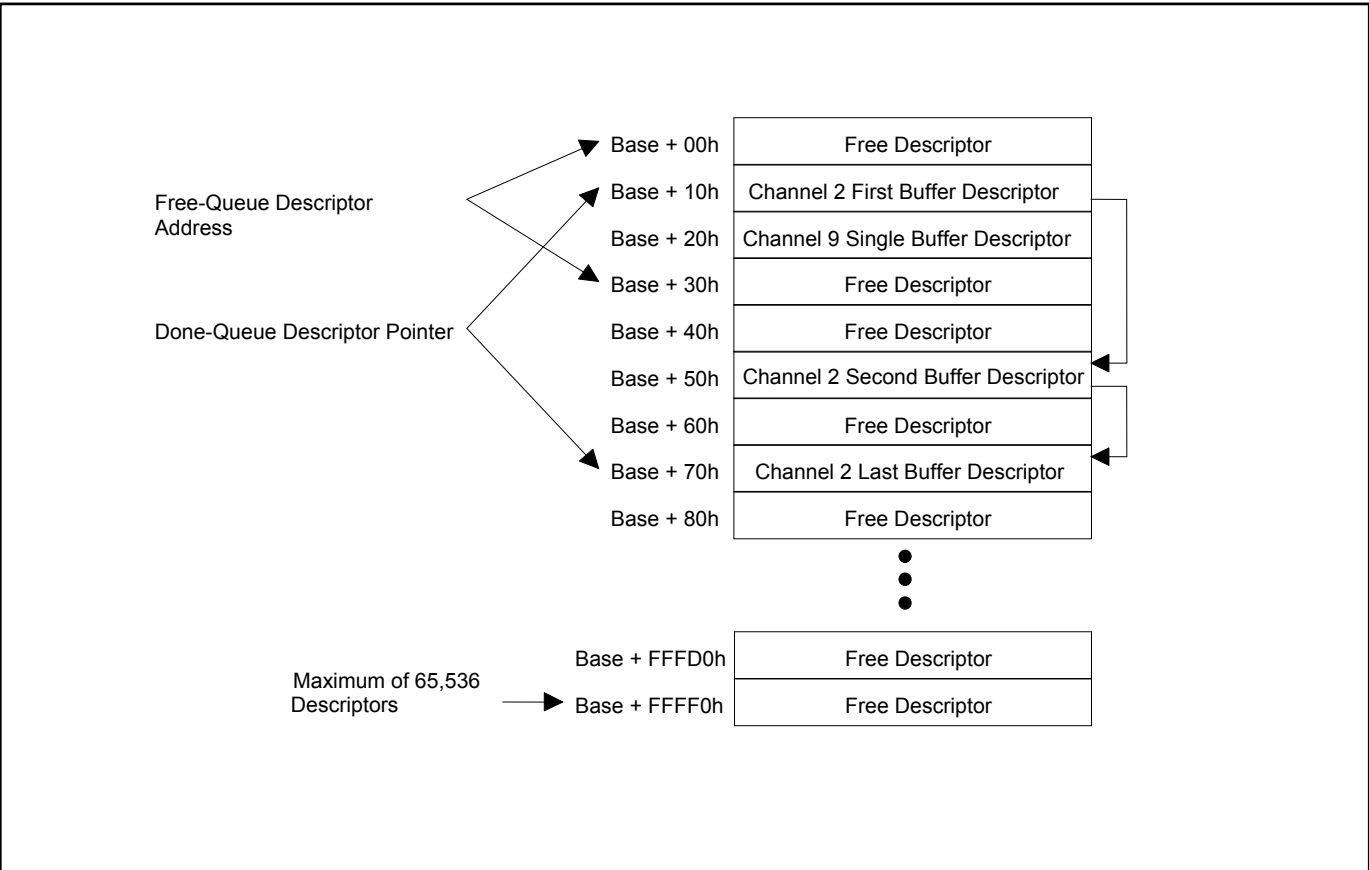 Base + 00h Free Descriptor
Free-Queue Descriptor
Address
Base + 10h Channel 2 First Buffer Descriptor
Base + 20h Channel 9 Single Buffer Descriptor
Base + 30h Free Descriptor
Done-Queue Descriptor Pointer
Base + 40h Free Descriptor
Base + 50h Channel 2 Second Buffer Descriptor
Base + 60h Free Descriptor
Base + 70h Channel 2 Last Buffer Descriptor
Base + 80h Free Descriptor
Base + FFFD0h Free Descriptor
Maximum of 65,536
Descriptors
Base + FFFF0h Free Descriptor